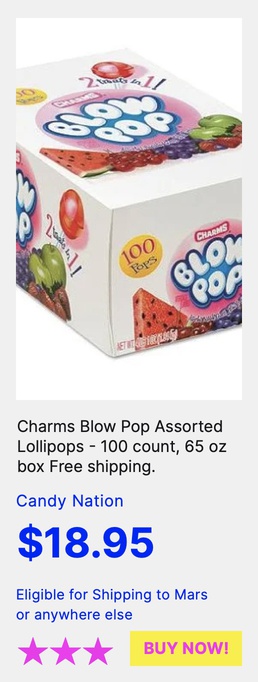 2 treats in 1!
CHARMS
BLOW
POP
2 treats in 1!
100
Pops
CHARMS
BLOW
POP
Charms Blow Pop Assorted
Lollipops - 100 count, 65 oz
box Free shipping.
Candy Nation
$18.95
Eligible for Shipping to Mars
or anywhere else
BUY NOW!